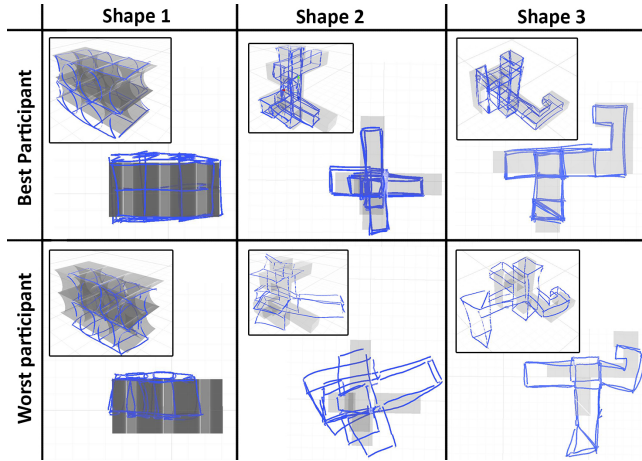 Shape 1
Shape 2
Shape 3
Best Participant
Worst participant